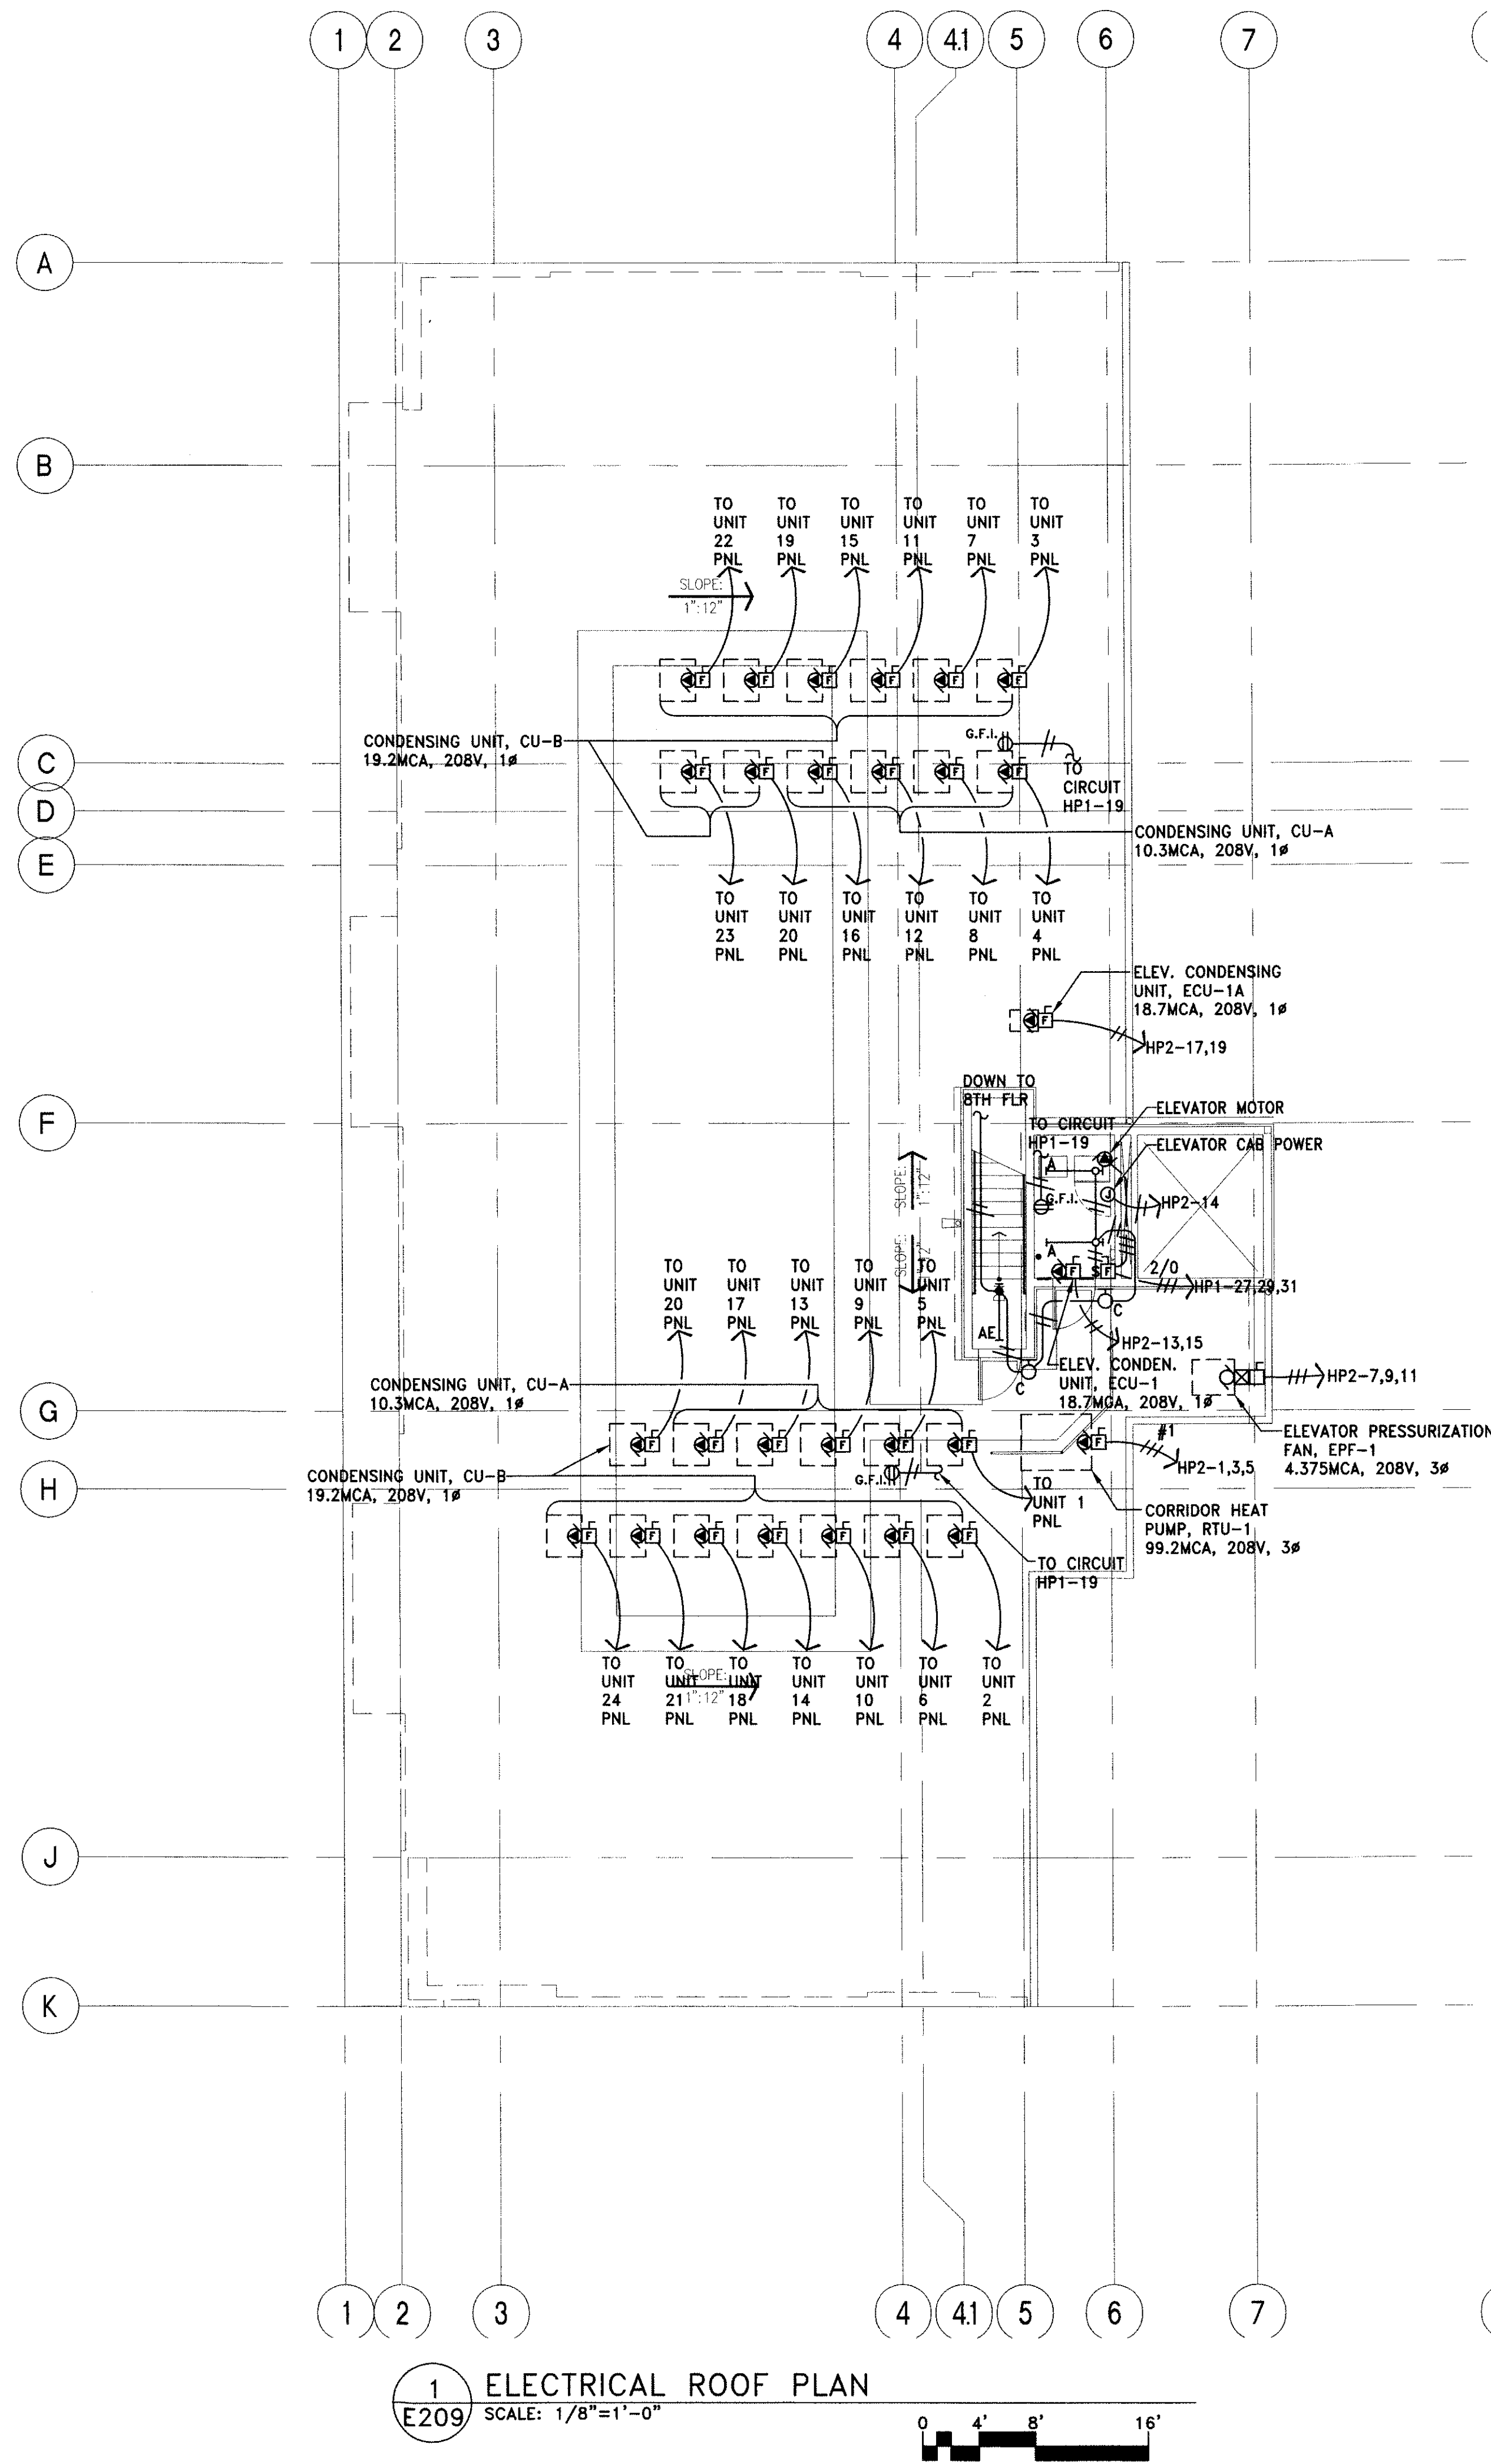 1 2 3 4 4.1 5 6 7
A
B
C
D
E
F
G
H
J
K
TO UNIT 22 PNL
TO UNIT 19 PNL
TO UNIT 15 PNL
TO UNIT 11 PNL
TO UNIT 7 PNL
TO UNIT 3 PNL
SLOPE:
1":12"
F F F F F F
CONDENSING UNIT, CU-B
19.2MCA, 208V, 1ø
G.F.I.
TO
CIRCUIT
HP1-19
F F F F F F
CONDENSING UNIT, CU-A
10.3MCA, 208V, 1ø
TO UNIT 23 PNL
TO UNIT 20 PNL
TO UNIT 16 PNL
TO UNIT 12 PNL
TO UNIT 8 PNL
TO UNIT 4 PNL
ELEV. CONDENSING
UNIT, ECU-1A
18.7MCA, 208V, 1ø
F
HP2-17,19
DOWN TO
8TH FLR
ELEVATOR MOTOR
TO CIRCUIT
HP1-19
ELEVATOR CAB POWER
A
G.F.I.
J
HP2-14
SLOPE:
1":12"
SLOPE:
1":12"
A
F
S F
2/0
HP1-27,29,31
C
AE
HP2-13,15
C
ELEV. CONDEN.
UNIT, ECU-1
18.7MCA, 208V, 1ø
F
HP2-7,9,11
ELEVATOR PRESSURIZATION
FAN, EPF-1
4.375MCA, 208V, 3ø
TO UNIT 20 PNL
TO UNIT 17 PNL
TO UNIT 13 PNL
TO UNIT 9 PNL
TO UNIT 5 PNL
CONDENSING UNIT, CU-A
10.3MCA, 208V, 1ø
F F F F F F
F
#1
HP2-1,3,5
G.F.I.
CONDENSING UNIT, CU-B
19.2MCA, 208V, 1ø
TO
UNIT 1
PNL
CORRIDOR HEAT
PUMP, RTU-1
99.2MCA, 208V, 3ø
F F F F F F F
TO CIRCUIT
HP1-19
TO UNIT 24 PNL
TO UNIT 21 PNL
TO UNIT 18 PNL
TO UNIT 14 PNL
TO UNIT 10 PNL
TO UNIT 6 PNL
TO UNIT 2 PNL
SLOPE:
1":12"
1 2 3 4 4.1 5 6 7
1
E209
ELECTRICAL ROOF PLAN
SCALE: 1/8"=1'-0"
0 4' 8' 16'